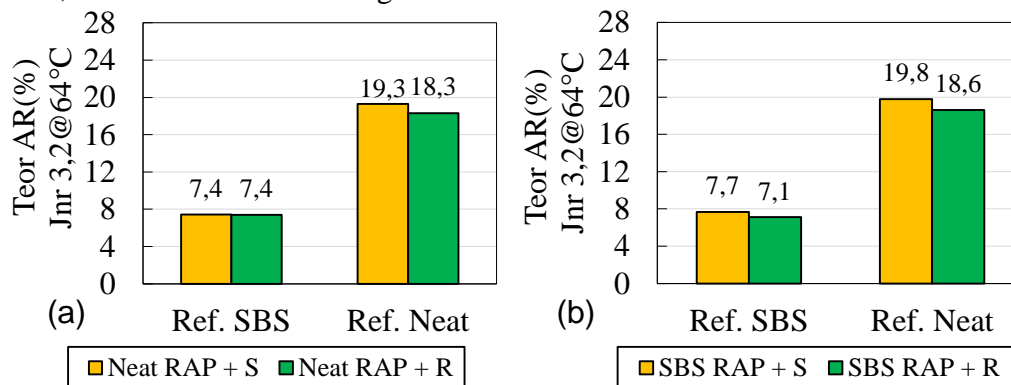 28
24
20
16
12
8
4
0
Teor AR(%)
Jnr 3,2@64°C
7,4
7,4
19,3
18,3
Ref. SBS
Ref. Neat
(a)
Neat RAP + S
Neat RAP + R
28
24
20
16
12
8
4
0
Teor AR(%)
Jnr 3,2@64°C
7,7
7,1
19,8
18,6
Ref. SBS
Ref. Neat
(b)
SBS RAP + S
SBS RAP + R